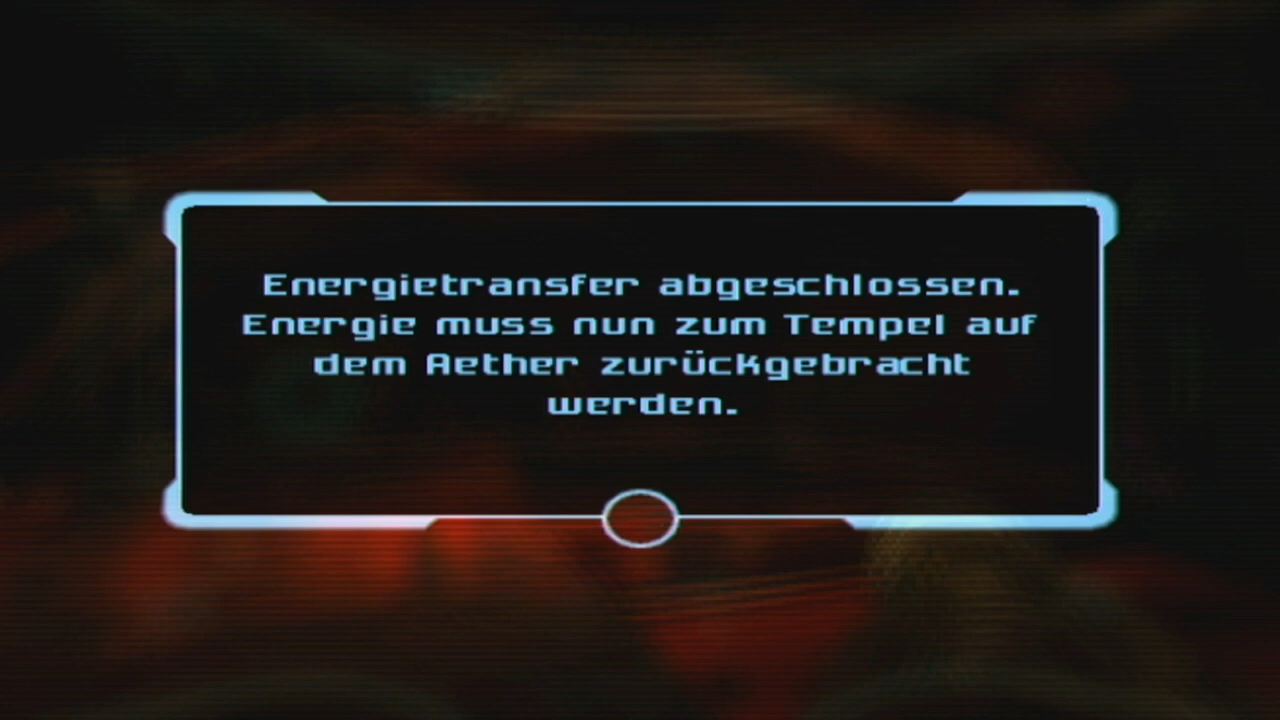 Energietransfer abgeschlossen.
Energie muss nun zum Tempel auf
dem Aether zurückgebracht
werden.